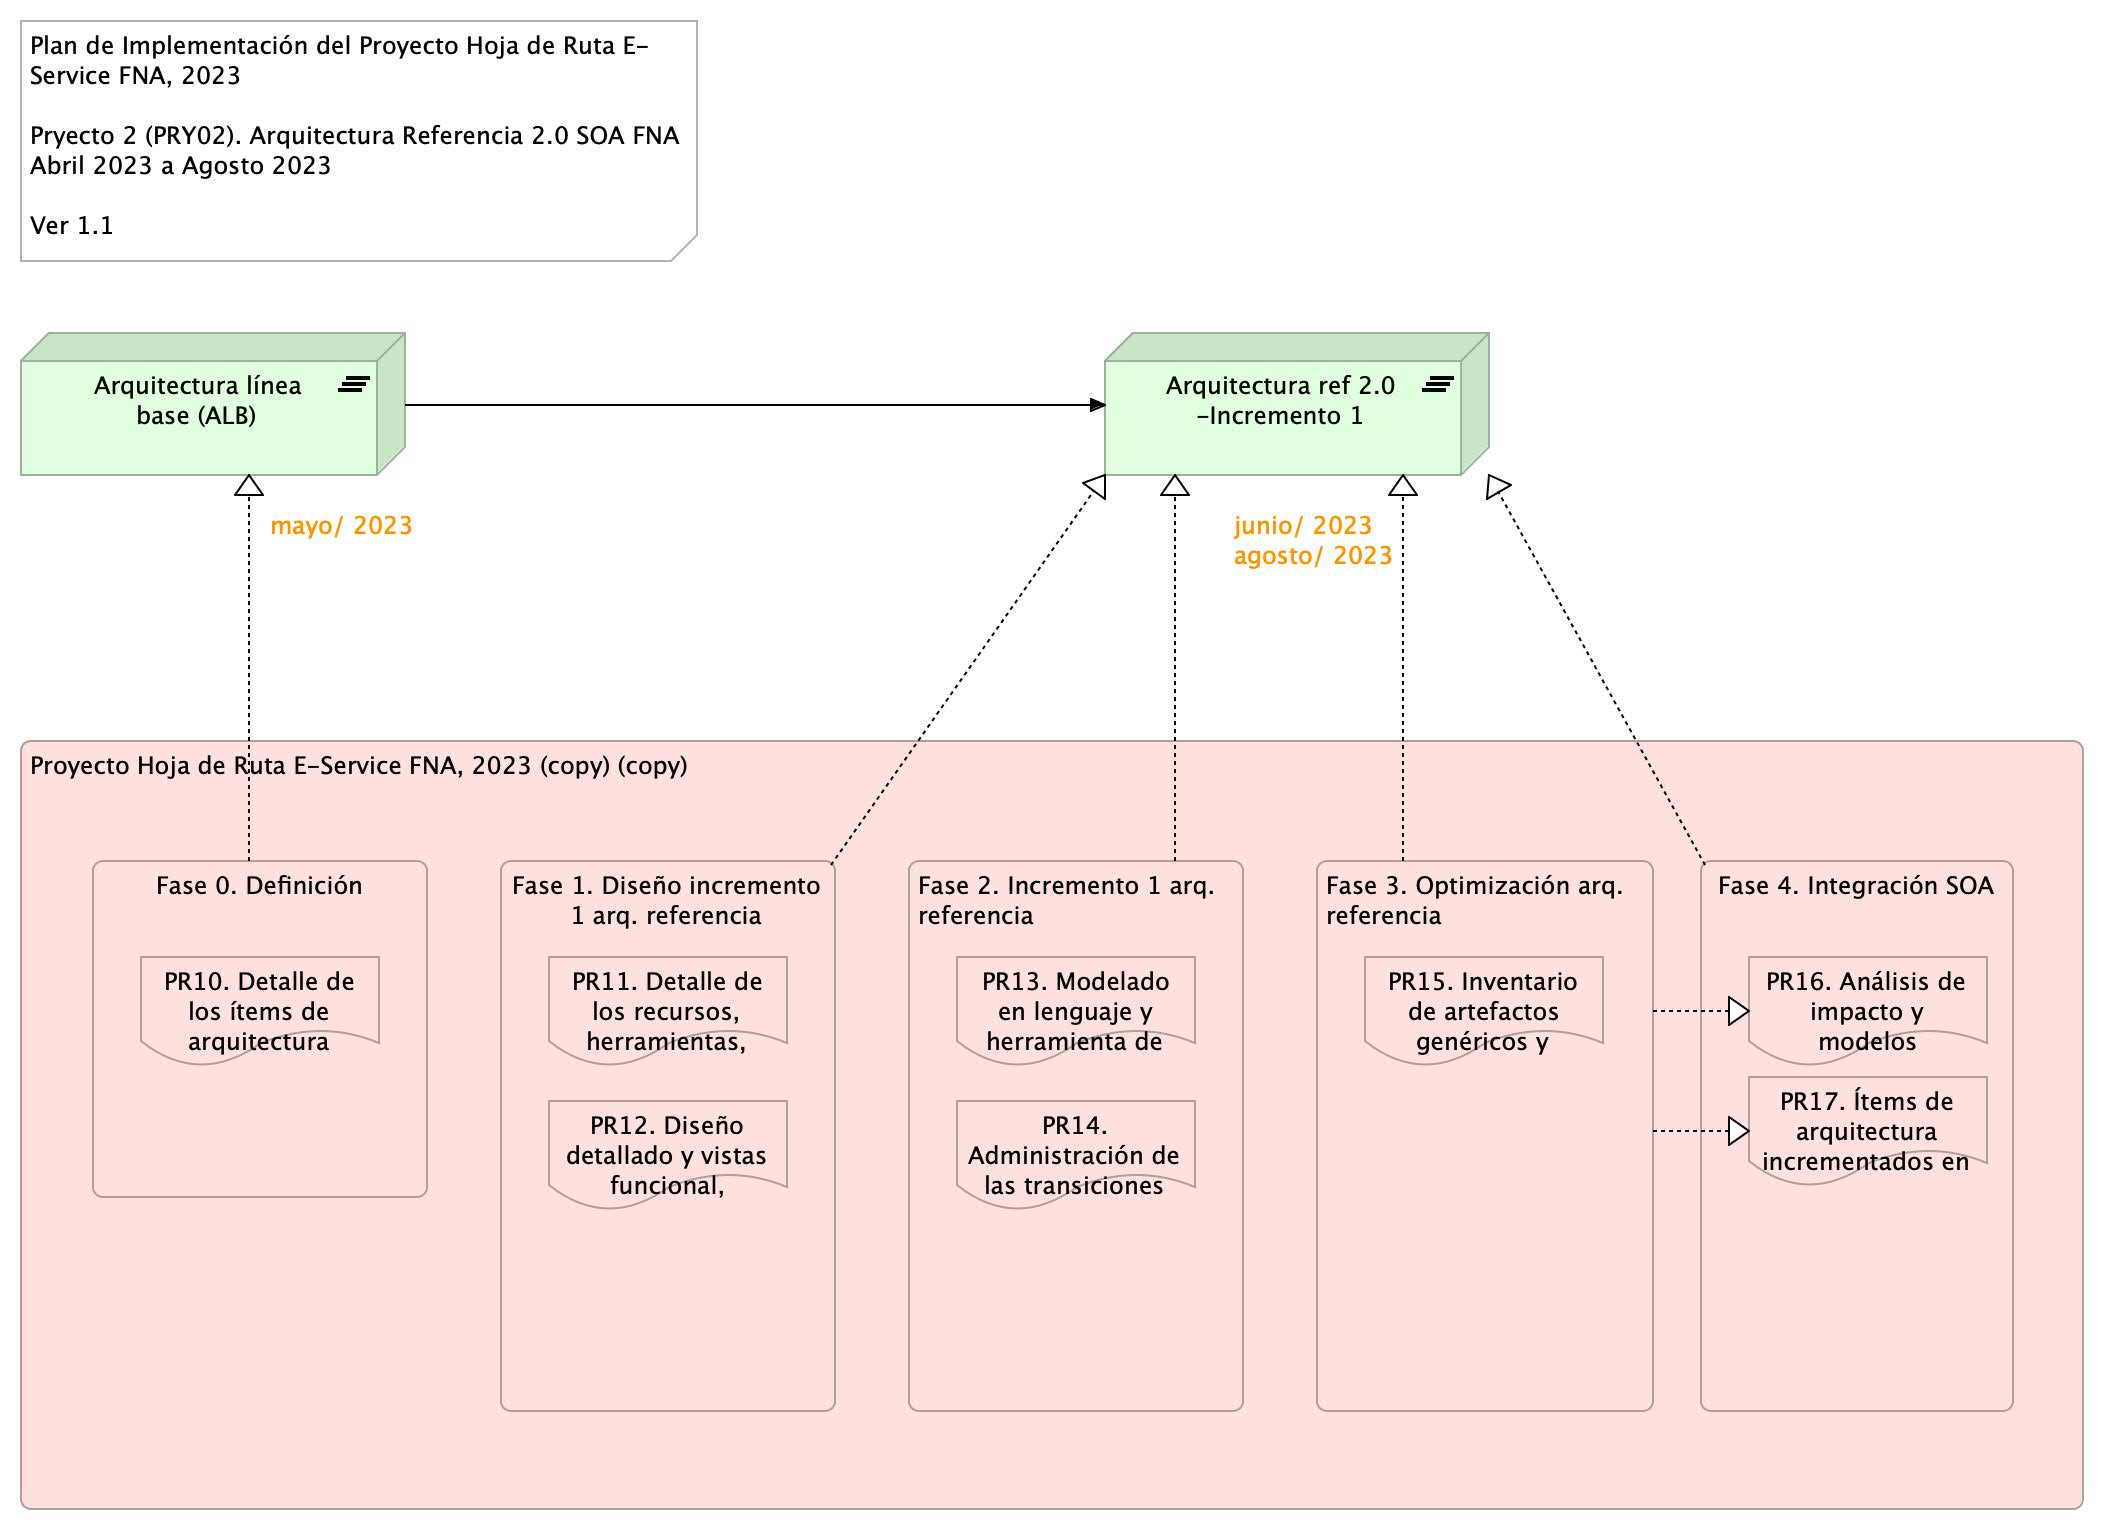 Plan de Implementación del Proyecto Hoja de Ruta E-
Service FNA, 2023
Pryecto 2 (PRY02). Arquitectura Referencia 2.0 SOA FNA
Abril 2023 a Agosto 2023
Ver 1.1
Arquitectura línea
base (ALB)
Arquitectura ref 2.0
-Incremento 1
mayo/ 2023
junio/ 2023
agosto/ 2023
Proyecto Hoja de Ruta E-Service FNA, 2023 (copy) (copy)
Fase 0. Definición
PR10. Detalle de
los ítems de
arquitectura
Fase 1. Diseño incremento
1 arq. referencia
PR11. Detalle de
los recursos,
herramientas,
PR12. Diseño
detallado y vistas
funcional,
Fase 2. Incremento 1 arq.
referencia
PR13. Modelado
en lenguaje y
herramienta de
PR14.
Administración de
las transiciones
Fase 3. Optimización arq.
referencia
PR15. Inventario
de artefactos
genéricos y
Fase 4. Integración SOA
PR16. Análisis de
impacto y
modelos
PR17. Ítems de
arquitectura
incrementados en